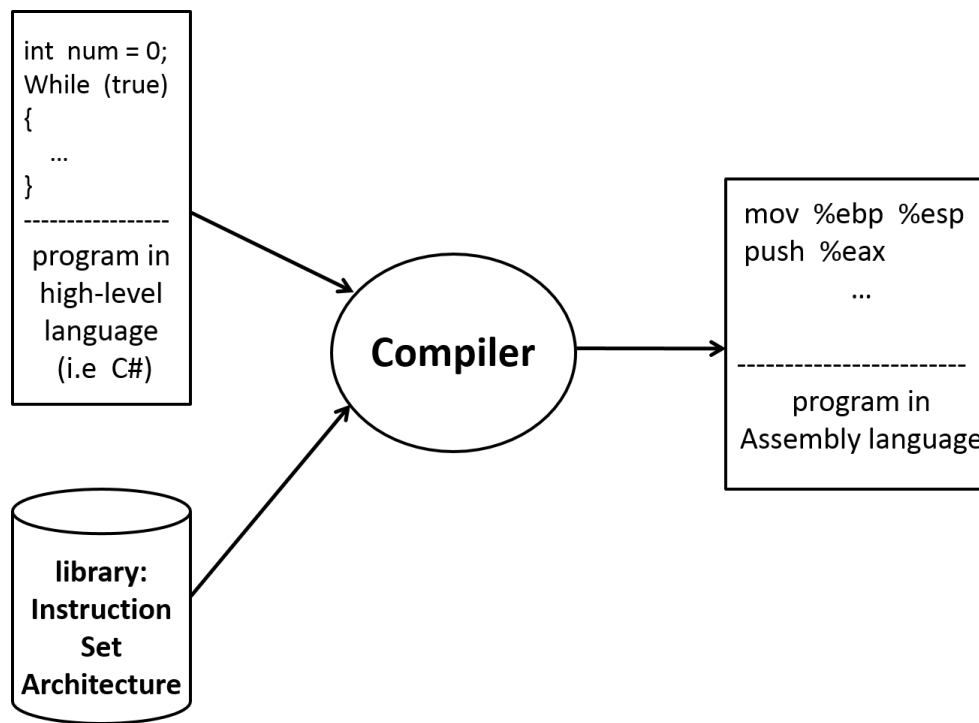 int num = 0;
While (true)
{
...
}
-----------------
program in
high-level
language
(i.e C#)
library:
Instruction
Set
Architecture
Compiler
mov %ebp %esp
push %eax
...
------------------------
program in
Assembly language